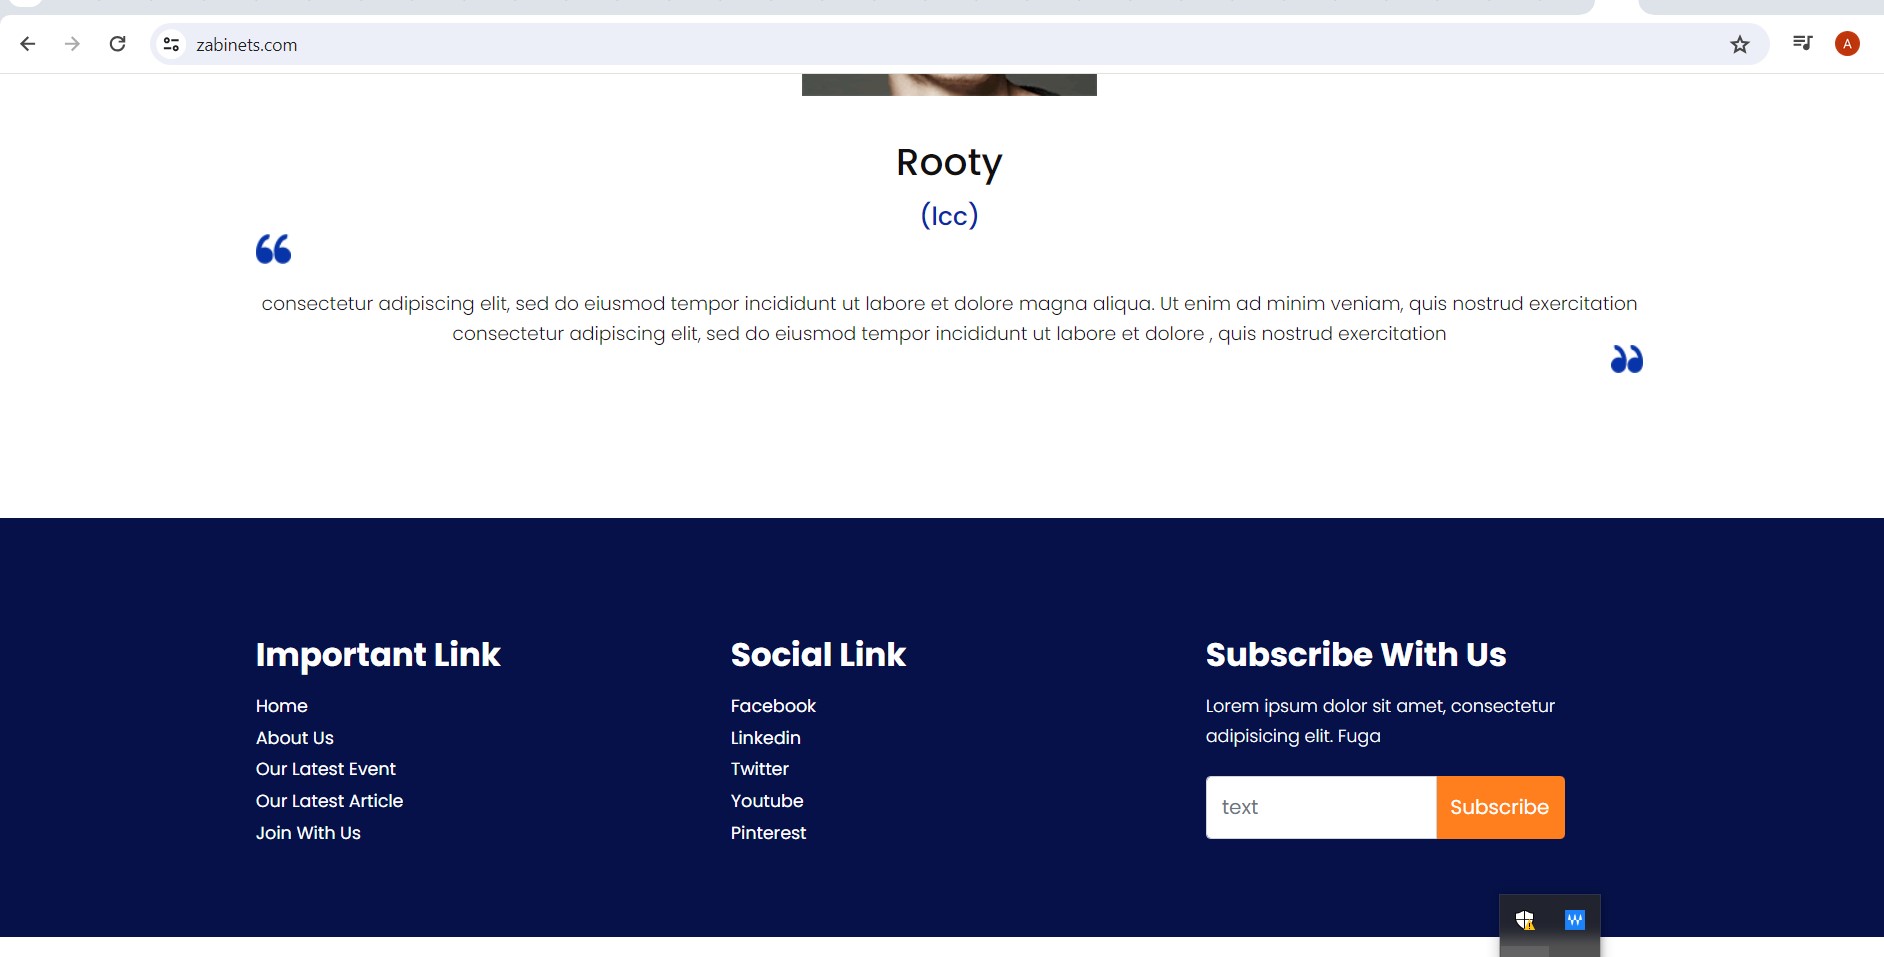 zabinets.com
A
Rooty
(lcc)
“
consectetur adipiscing elit, sed do eiusmod tempor incididunt ut labore et dolore magna aliqua. Ut enim ad minim veniam, quis nostrud exercitation
consectetur adipiscing elit, sed do eiusmod tempor incididunt ut labore et dolore , quis nostrud exercitation
”
Important Link
Home
About Us
Our Latest Event
Our Latest Article
Join With Us
Social Link
Facebook
Linkedin
Twitter
Youtube
Pinterest
Subscribe With Us
Lorem ipsum dolor sit amet, consectetur
adipisicing elit. Fuga
text
Subscribe